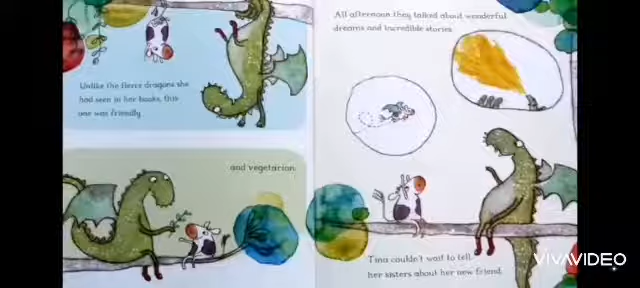 Unlike the fierce dragons she
had seen in her books, this
one was friendly
and vegetarian.
All afternoon they talked about wonderful
dreams and incredible stories.
Tina couldn't wait to tell
her sisters about her new friend.
VIVAVIDEO